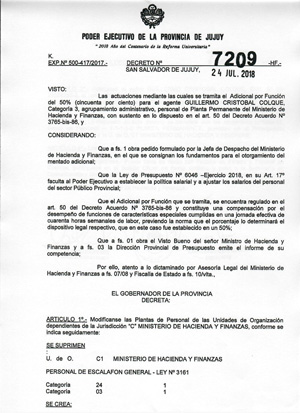 PODER EJECUTIVO DE LA PROVINCIA DE JUJUY
"2018 Año del Centenario de la Reforma Universitaria"
K.
EXP.Nº 500-417/2017.- DECRETO Nº 7209 -HF.-
SAN SALVADOR DE JUJUY, 24 JUL. 2018
VISTO:
Las actuaciones mediante las cuales se tramita el Adicional por Función
del 50% (cincuenta por ciento) para el agente GUILLERMO CRISTOBAL COLQUE,
Categoría 3, agrupamiento administrativo, personal de Planta Permanente del Ministerio de
Hacienda y Finanzas, con sustento en lo dispuesto en el art. 50 del Decreto Acuerdo Nº
3765-bis-86, y
CONSIDERANDO:
Que a fs. 1 obra pedido formulado por la Jefa de Despacho del Ministerio
de Hacienda y Finanzas, en el que se consignan los fundamentos para el otorgamiento del
mentado adicional;
Que la Ley de Presupuesto Nº 6046 –Ejercicio 2018, en su Art. 17º
faculta al Poder Ejecutivo a establecer la política salarial y a ajustar los salarios del personal
del sector Público Provincial;
Que el Adicional por Función que se tramita, se encuentra regulado en el
art. 50 del Decreto Acuerdo Nº 3765-bis-86 y constituye una compensación por el
desempeño de funciones de características especiales cumplidas en una jornada efectiva de
cuarenta horas semanales de labor, previendo la norma que el porcentaje lo determinará el
dispositivo legal respectivo, que en este caso fue establecido en un 50%;
Que a fs. 01 obra el Visto Bueno del señor Ministro de Hacienda y
Finanzas y a fs. 03 la Dirección Provincial de Presupuesto emite el informe de su
competencia;
Por ello, atento a lo dictaminado por Asesoría Legal del Ministerio de
Hacienda y Finanzas a fs. 07/08 y Fiscalía de Estado a fs. 10/vta.,
EL GOBERNADOR DE LA PROVINCIA
DECRETA:
ARTICULO 1º.- Modifícanse las Plantas de Personal de las Unidades de Organización
dependientes de la Jurisdicción "C" MINISTERIO DE HACIENDA Y FINANZAS, conforme se
indica seguidamente:
SE SUPRIMEN
U. de O. C1 MINISTERIO DE HACIENDA Y FINANZAS
PERSONAL DE ESCALAFON GENERAL - LEY Nº 3161
Categoría 24 1
Categoría 03 1
SE CREA: